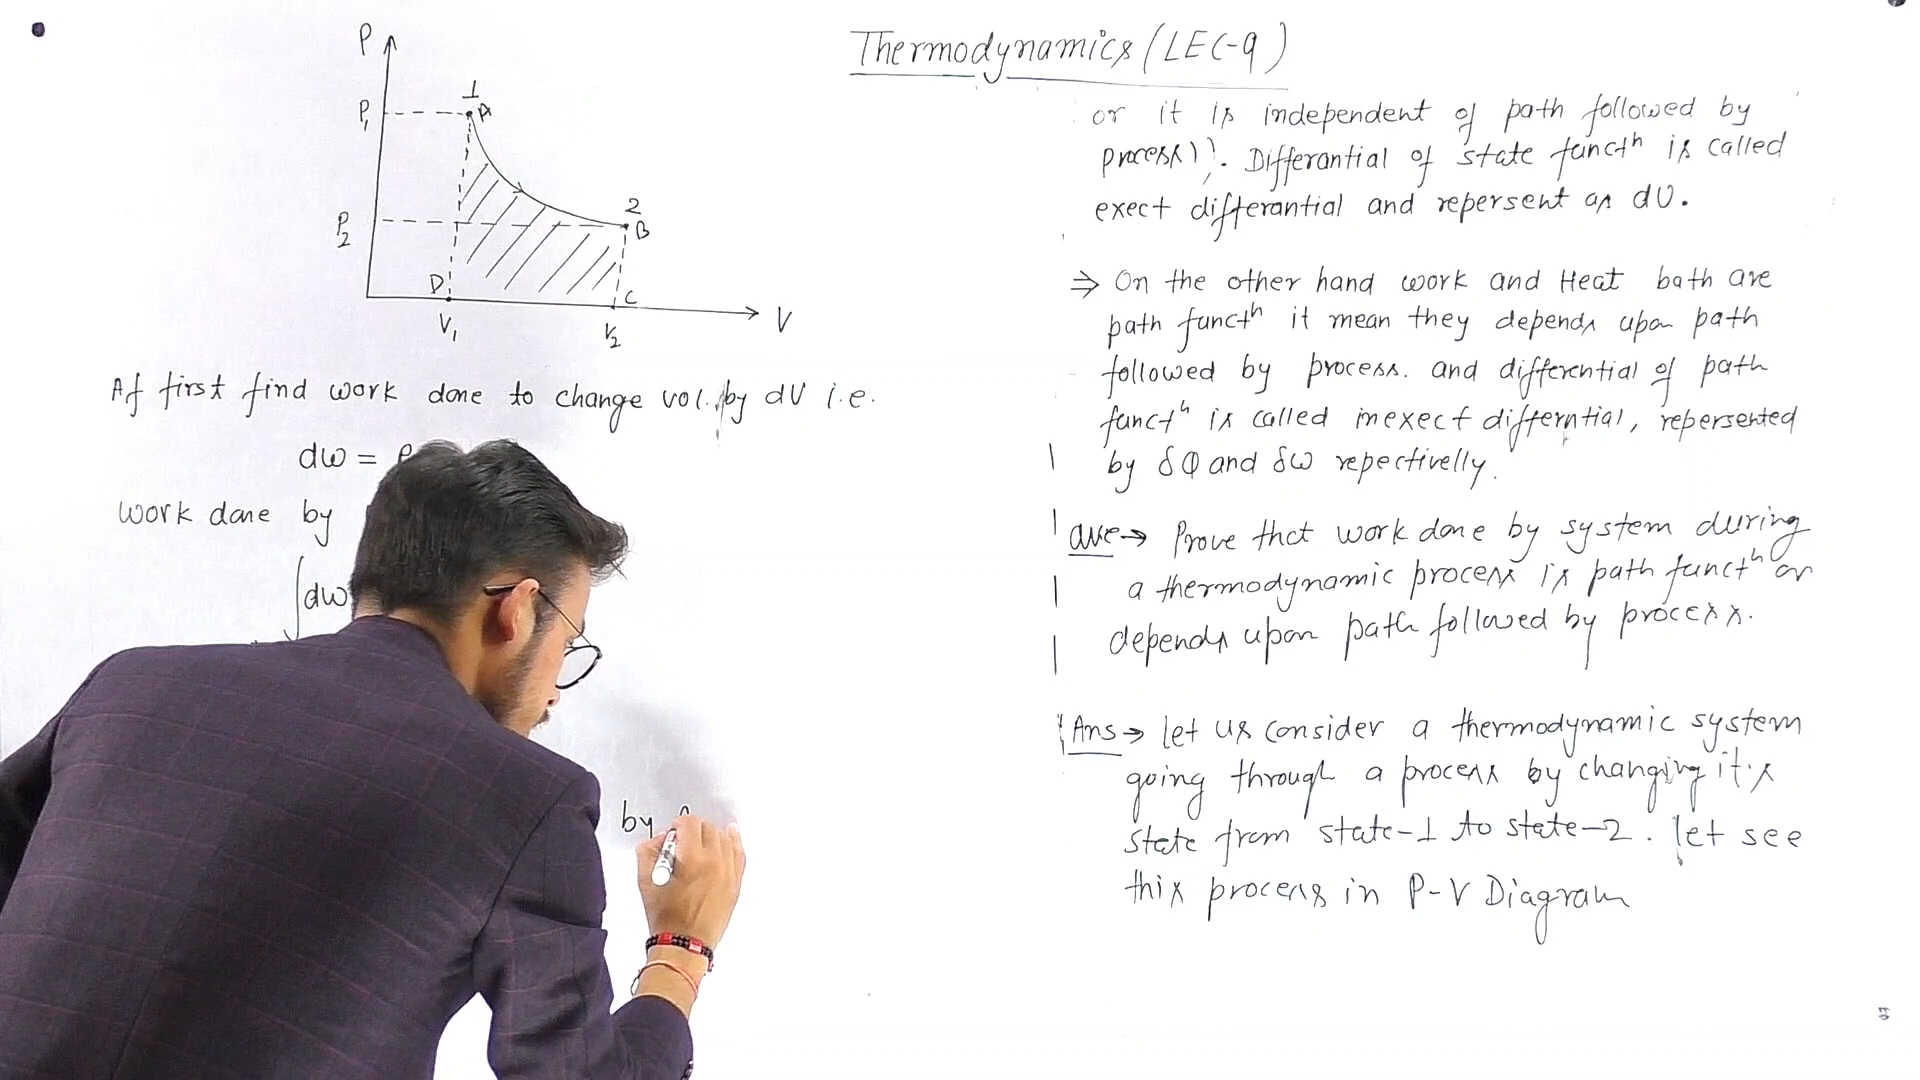 Thermodynamics (LEC-9)
P
1
P1 A
2
P2 B
D C
V1 V2 V
At first find work done to change vol. by dV i.e.
dw =
work done by
∫dw
by
or it is independent of path followed by
process)). Differantial of state functn is called
exect differantial and repersent as dU.
⇒ On the other hand work and Heat bath are
path functn it mean they depends upon path
followed by process. and differential of path
functn is called inexect differntial, repersented
by δQ and δw repectivelly.
Que→ Prove that work done by system during
a thermodynamic process is path functn or
depends upon path followed by process.
Ans→ let us consider a thermodynamic system
going through a process by changing it's
state from state-1 to state-2. let see
this process in P-V Diagram